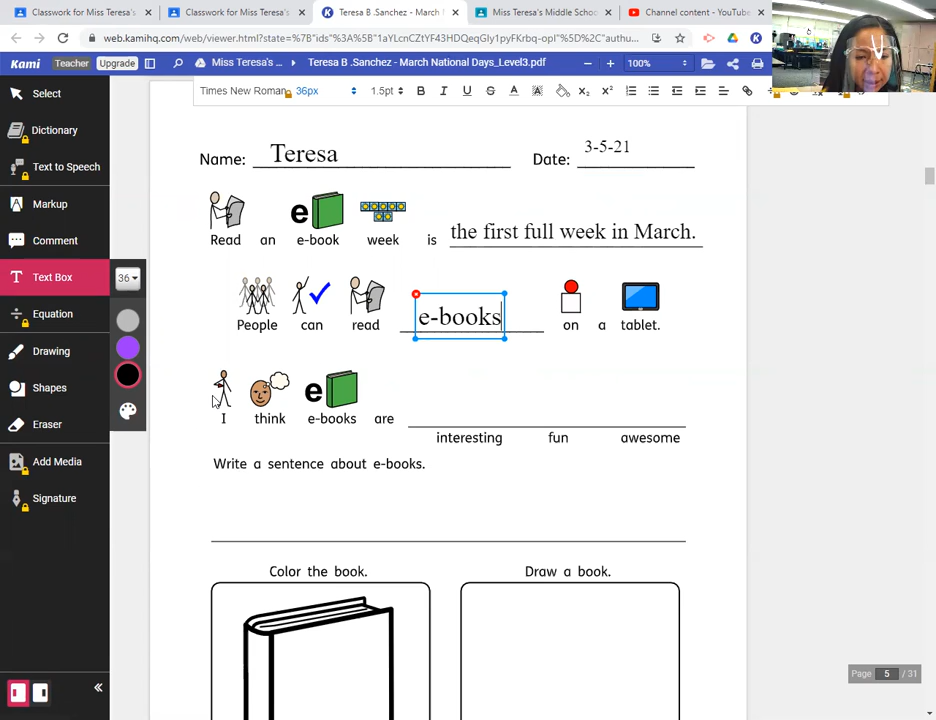 Classwork for Miss Teresa's
Classwork for Miss Teresa's
Teresa B .Sanchez - March N
Miss Teresa's Middle Schoo
Channel content - YouTube
web.kamihq.com/web/viewer.html?state=%7B"ids"%3A%5B"1aYLcnCZtYF43HDQeqGIy1pyFKrbq-opI"%5D%2C"authu...
Kami Teacher Upgrade Miss Teresa's ... Teresa B .Sanchez - March National Days_Level3.pdf 100%
Times New Roman 36px 1.5pt B I U S A A x² x₂
Select
Dictionary
Text to Speech
Markup
Comment
Text Box
36
Equation
Drawing
Shapes
Eraser
Add Media
Signature
Name: Teresa Date: 3-5-21
e
Read an e-book week is the first full week in March.
People can read e-books on a tablet.
e
I think e-books are
interesting fun awesome
Write a sentence about e-books.
Color the book. Draw a book.
Page 5 / 31